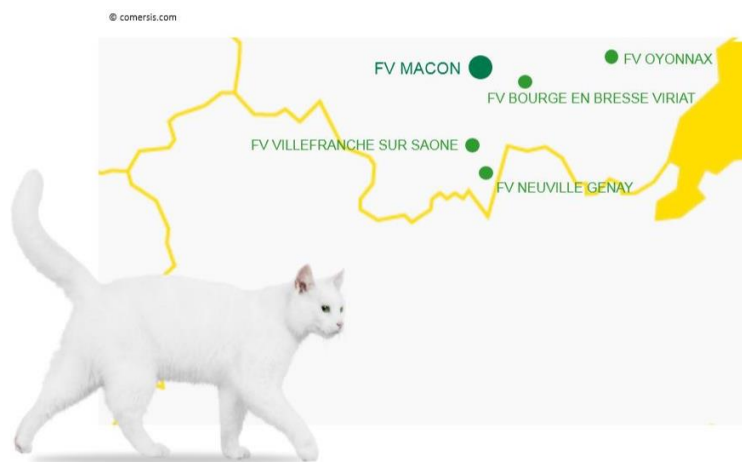 © comersis.com
FV MACON
FV OYONNAX
FV BOURGE EN BRESSE VIRIAT
FV VILLEFRANCHE SUR SAONE
FV NEUVILLE GENAY